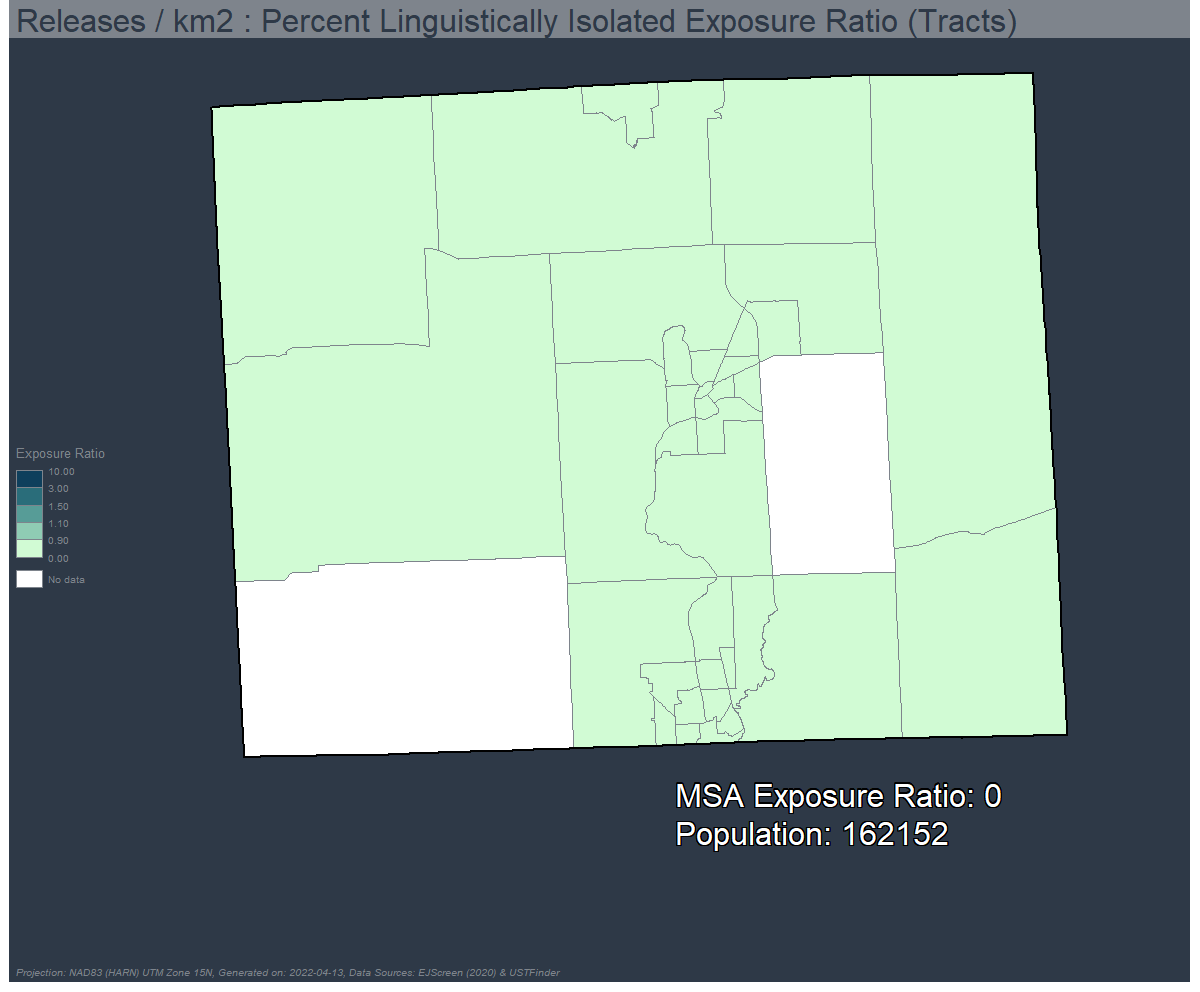 Releases / km2 : Percent Linguistically Isolated Exposure Ratio (Tracts)
Exposure Ratio
10.00
3.00
1.50
1.10
0.90
0.00
No data
MSA Exposure Ratio: 0
Population: 162152
Projection: NAD83 (HARN) UTM Zone 15N, Generated on: 2022-04-13, Data Sources: EJScreen (2020) & USTFinder